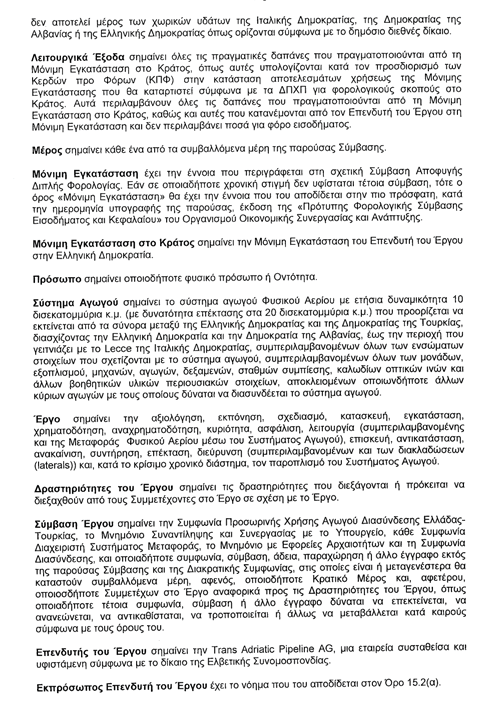 δεν αποτελεί μέρος των χωρικών υδάτων της Ιταλικής Δημοκρατίας, της Δημοκρατίας της
Αλβανίας ή της Ελληνικής Δημοκρατίας όπως ορίζονται σύμφωνα με το δημόσιο διεθνές δίκαιο.
Λειτουργικά Έξοδα σημαίνει όλες τις πραγματικές δαπάνες που πραγματοποιούνται από τη
Μόνιμη Εγκατάσταση στο Κράτος, όπως αυτές υπολογίζονται κατά τον προσδιορισμό των
Κερδών προ Φόρων (ΚΠΦ) στην κατάσταση αποτελεσμάτων χρήσεως της Μόνιμης
Εγκατάστασης που θα καταρτιστεί σύμφωνα με τα ΔΠΧΠ για φορολογικούς σκοπούς στο
Κράτος. Αυτά περιλαμβάνουν όλες τις δαπάνες που πραγματοποιούνται από τη Μόνιμη
Εγκατάσταση στο Κράτος, καθώς και αυτές που κατανέμονται από τον Επενδυτή του Έργου στη
Μόνιμη Εγκατάσταση και δεν περιλαμβάνει ποσά για φόρο εισοδήματος.
Μέρος σημαίνει κάθε ένα από τα συμβαλλόμενα μέρη της παρούσας Σύμβασης.
Μόνιμη Εγκατάσταση έχει την έννοια που περιγράφεται στη σχετική Σύμβαση Αποφυγής
Διπλής Φορολογίας. Εάν σε οποιαδήποτε χρονική στιγμή δεν υφίσταται τέτοια σύμβαση, τότε ο
όρος «Μόνιμη Εγκατάσταση» θα έχει την έννοια που του αποδίδεται στην πιο πρόσφατη, κατά
την ημερομηνία υπογραφής της παρούσας, έκδοση της «Πρότυπης Φορολογικής Σύμβασης
Εισοδήματος και Κεφαλαίου» του Οργανισμού Οικονομικής Συνεργασίας και Ανάπτυξης.
Μόνιμη Εγκατάσταση στο Κράτος σημαίνει την Μόνιμη Εγκατάσταση του Επενδυτή του Έργου
στην Ελληνική Δημοκρατία.
Πρόσωπο σημαίνει οποιοδήποτε φυσικό πρόσωπο ή Οντότητα.
Σύστημα Αγωγού σημαίνει το σύστημα αγωγού Φυσικού Αερίου με ετήσια δυναμικότητα 10
δισεκατομμύρια κ.μ. (με δυνατότητα επέκτασης στα 20 δισεκατομμύρια κ.μ.) που προορίζεται να
εκτείνεται από τα σύνορα μεταξύ της Ελληνικής Δημοκρατίας και της Δημοκρατίας της Τουρκίας,
διασχίζοντας την Ελληνική Δημοκρατία και την Δημοκρατία της Αλβανίας, έως την περιοχή που
γειτνιάζει με το Lecce της Ιταλικής Δημοκρατίας, συμπεριλαμβανομένων όλων των ενσώματων
στοιχείων που σχετίζονται με το σύστημα αγωγού, συμπεριλαμβανομένων όλων των μονάδων,
εξοπλισμού, μηχανών, αγωγών, δεξαμενών, σταθμών συμπίεσης, καλωδίων οπτικών ινών και
άλλων βοηθητικών υλικών περιουσιακών στοιχείων, αποκλειομένων οποιωνδήποτε άλλων
κύριων αγωγών με τους οποίους δύναται να διασυνδέεται το σύστημα αγωγού.
Έργο σημαίνει την αξιολόγηση, εκπόνηση, σχεδιασμό, κατασκευή, εγκατάσταση,
χρηματοδότηση, αναχρηματοδότηση, κυριότητα, ασφάλιση, λειτουργία (συμπεριλαμβανομένης
και της Μεταφοράς Φυσικού Αερίου μέσω του Συστήματος Αγωγού), επισκευή, αντικατάσταση,
ανακαίνιση, συντήρηση, επέκταση, διεύρυνση (συμπεριλαμβανομένων και των διακλαδώσεων
(laterals)) και, κατά το κρίσιμο χρονικό διάστημα, τον παροπλισμό του Συστήματος Αγωγού.
Δραστηριότητες του Έργου σημαίνει τις δραστηριότητες που διεξάγονται ή πρόκειται να
διεξαχθούν από τους Συμμετέχοντες στο Έργο σε σχέση με το Έργο.
Σύμβαση Έργου σημαίνει την Συμφωνία Προσωρινής Χρήσης Αγωγού Διασύνδεσης Ελλάδας-
Τουρκίας, το Μνημόνιο Συναντίληψης και Συνεργασίας με το Υπουργείο, κάθε Συμφωνία
Διαχειριστή Συστήματος Μεταφοράς, το Μνημόνιο με Εφορείες Αρχαιοτήτων και τη Συμφωνία
Διασύνδεσης, και οποιαδήποτε συμφωνία, σύμβαση, άδεια, παραχώρηση ή άλλο έγγραφο εκτός
της παρούσας Σύμβασης και της Διακρατικής Συμφωνίας, στις οποίες είναι ή μεταγενέστερα θα
καταστούν συμβαλλόμενα μέρη, αφενός, οποιοδήποτε Κρατικό Μέρος και, αφετέρου,
οποιοσδήποτε Συμμετέχων στο Έργο αναφορικά προς τις Δραστηριότητες του Έργου, όπως
οποιαδήποτε τέτοια συμφωνία, σύμβαση ή άλλο έγγραφο δύναται να επεκτείνεται, να
ανανεώνεται, να αντικαθίσταται, να τροποποιείται ή άλλως να μεταβάλλεται κατά καιρούς
σύμφωνα με τους όρους του.
Επενδυτής του Έργου σημαίνει την Trans Adriatic Pipeline AG, μια εταιρεία συσταθείσα και
υφιστάμενη σύμφωνα με το δίκαιο της Ελβετικής Συνομοσπονδίας.
Εκπρόσωπος Επενδυτή του Έργου έχει το νόημα που του αποδίδεται στον Όρο 15.2(α).